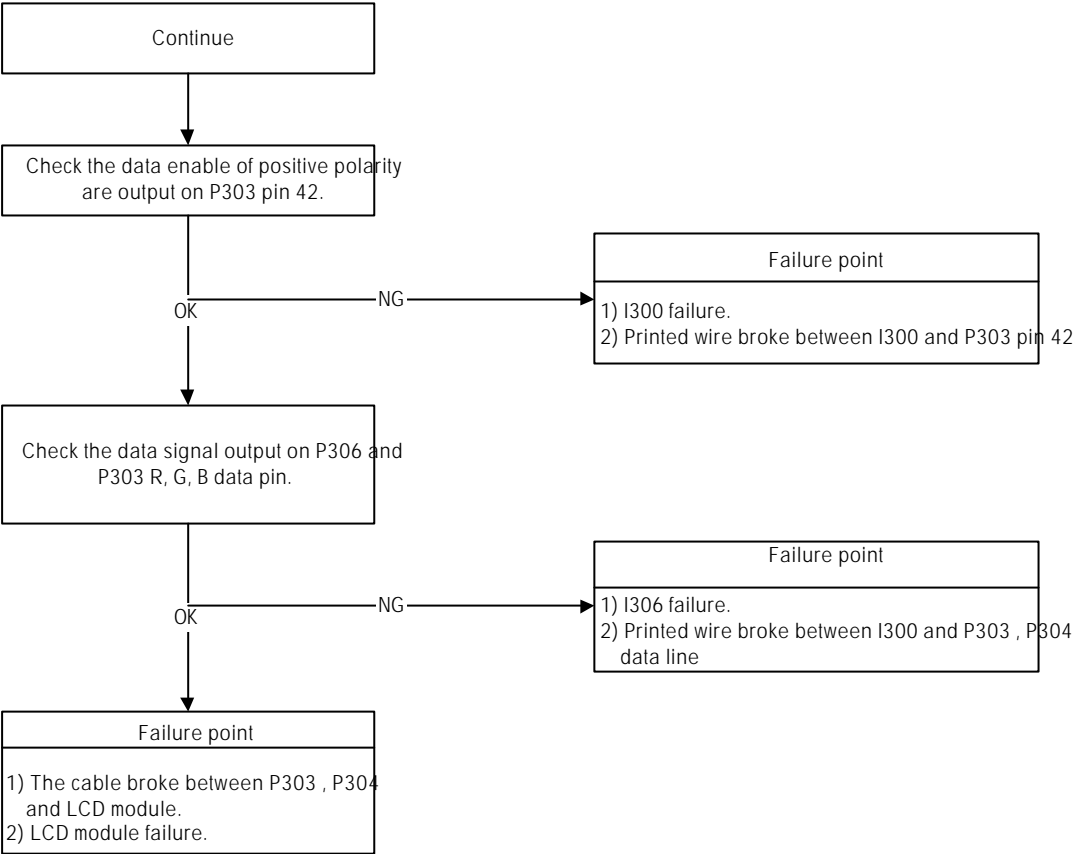 Continue
Check the data enable of positive polarity
are output on P303 pin 42.
NG
OK
Failure point
1) I300 failure.
2) Printed wire broke between I300 and P303 pin 42
Check the data signal output on P306 and
P303 R, G, B data pin.
NG
OK
Failure point
1) I306 failure.
2) Printed wire broke between I300 and P303 , P304
data line
Failure point
1) The cable broke between P303 , P304
and LCD module.
2) LCD module failure.